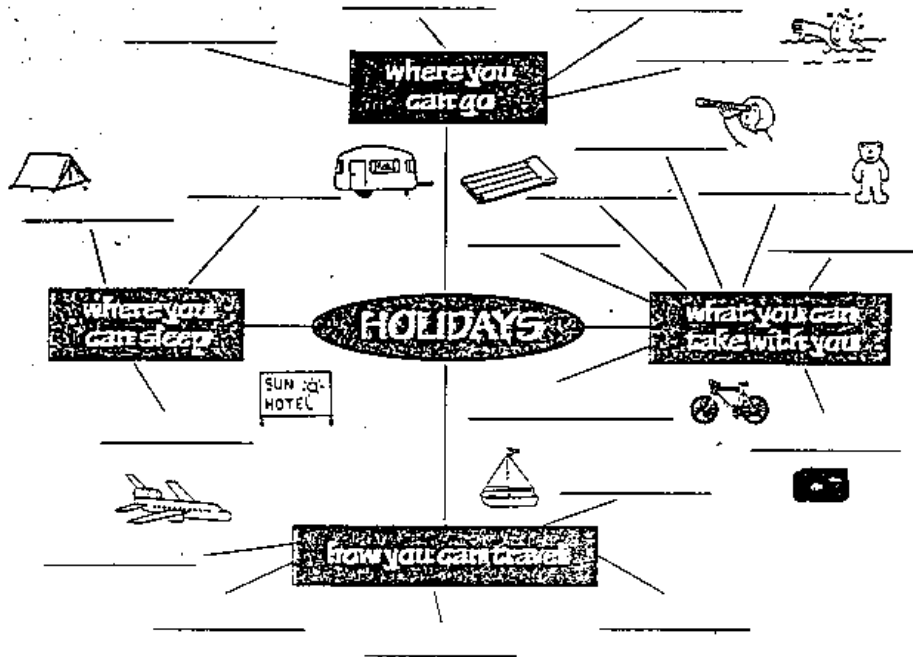 where you
can go
where you
can sleep
HOLIDAYS
what you can
take with you
SUN
HOTEL
how you can travel